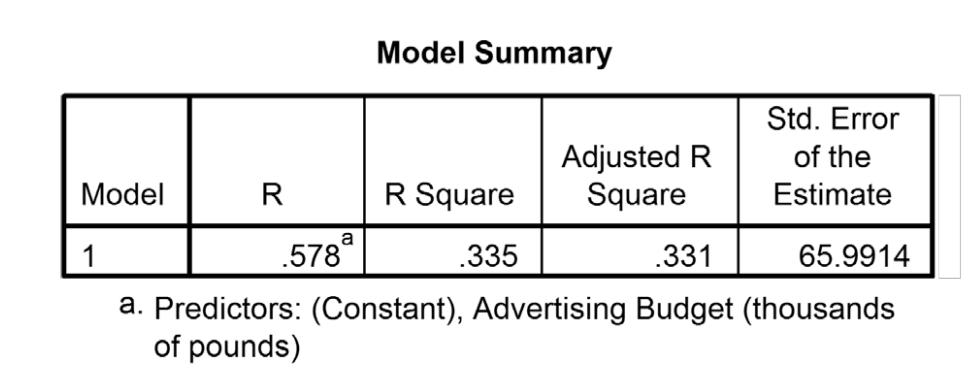 Model Summary
Model R R Square Adjusted R Square Std. Error of the Estimate
1 .578a .335 .331 65.9914
a. Predictors: (Constant), Advertising Budget (thousands
of pounds)